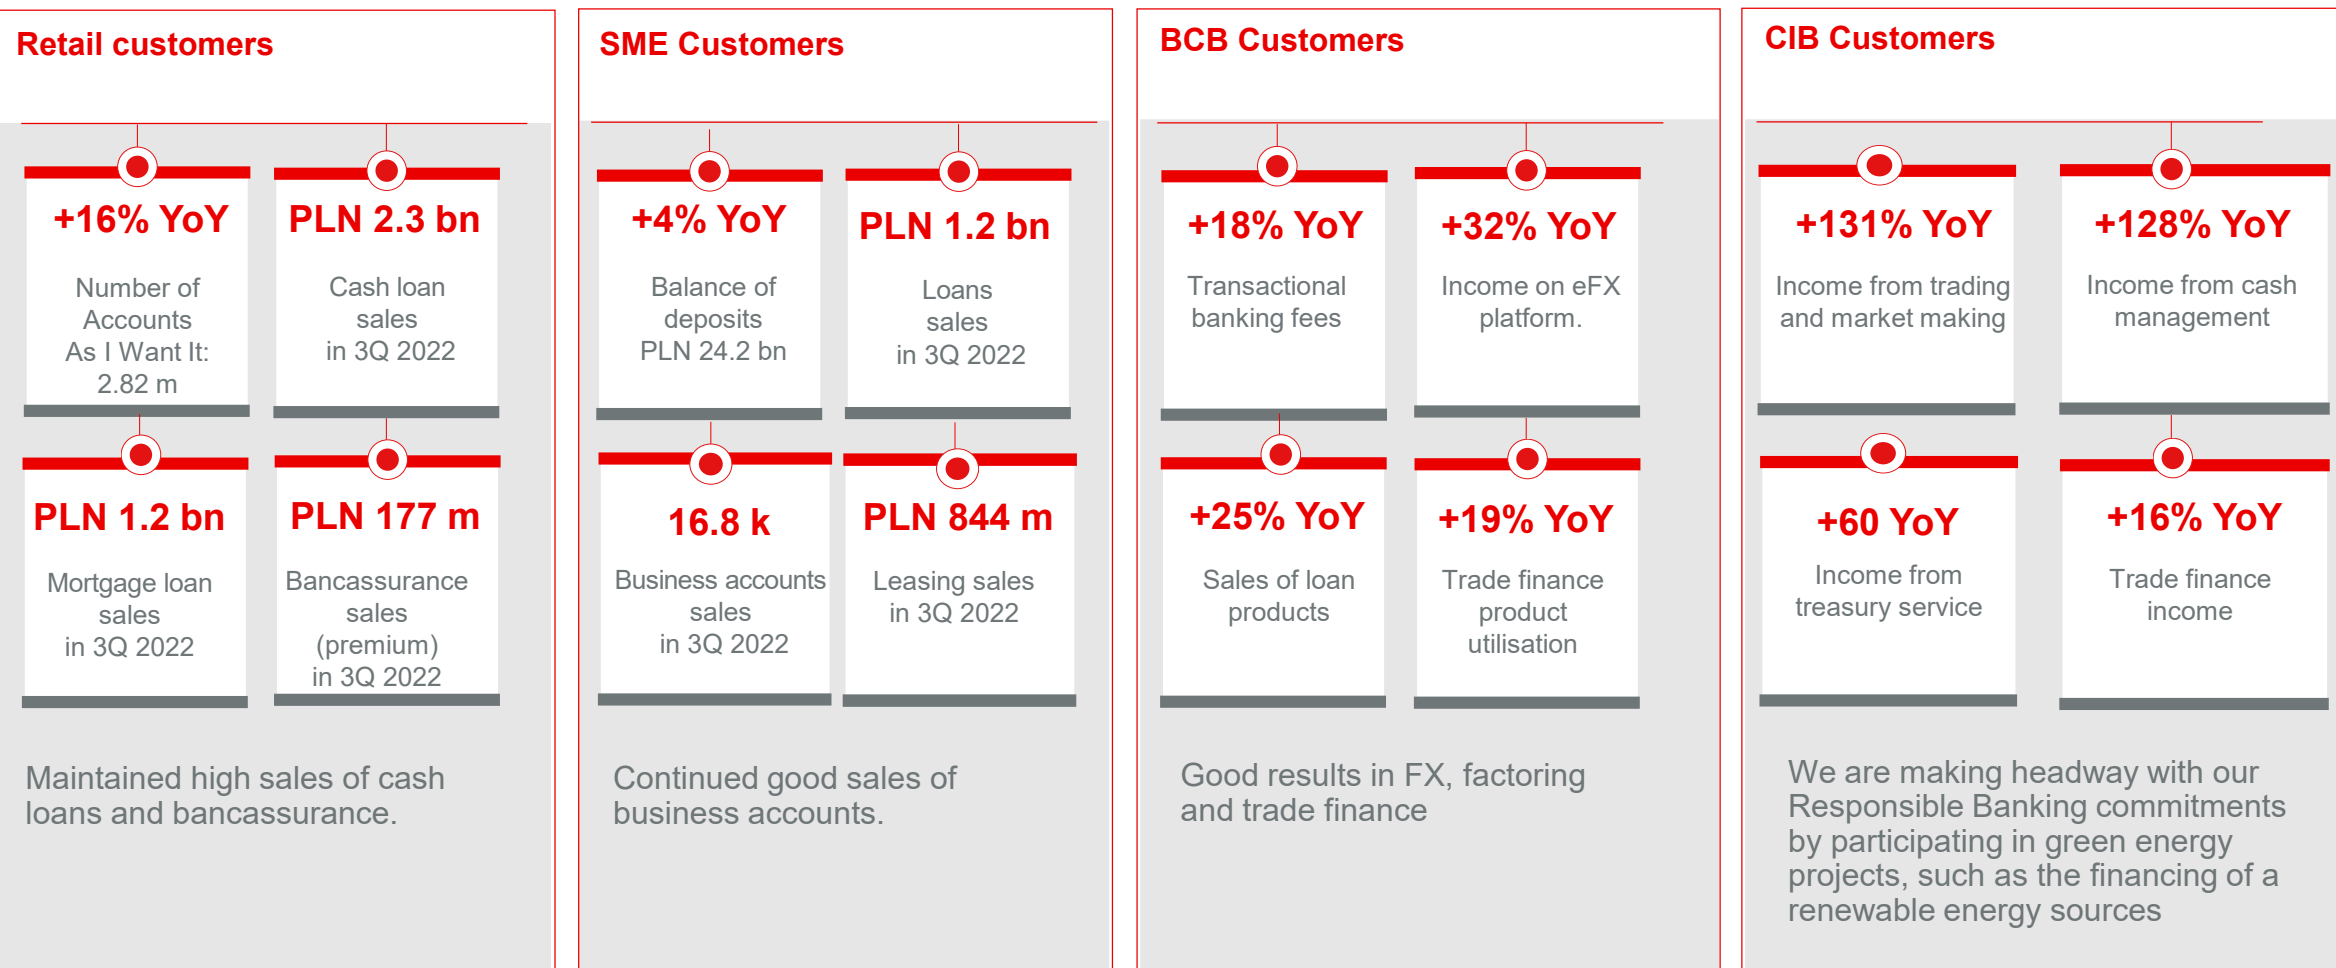 Retail customers
+16% YoY
Number of
Accounts
As I Want It:
2.82 m
PLN 2.3 bn
Cash loan
sales
in 3Q 2022
PLN 1.2 bn
Mortgage loan
sales
in 3Q 2022
PLN 177 m
Bancassurance
sales
(premium)
in 3Q 2022
Maintained high sales of cash
loans and bancassurance.
SME Customers
+4% YoY
Balance of
deposits
PLN 24.2 bn
PLN 1.2 bn
Loans
sales
in 3Q 2022
16.8 k
Business accounts
sales
in 3Q 2022
PLN 844 m
Leasing sales
in 3Q 2022
Continued good sales of
business accounts.
BCB Customers
+18% YoY
Transactional
banking fees
+32% YoY
Income on eFX
platform.
+25% YoY
Sales of loan
products
+19% YoY
Trade finance
product
utilisation
Good results in FX, factoring
and trade finance
CIB Customers
+131% YoY
Income from trading
and market making
+128% YoY
Income from cash
management
+60 YoY
Income from
treasury service
+16% YoY
Trade finance
income
We are making headway with our
Responsible Banking commitments
by participating in green energy
projects, such as the financing of a
renewable energy sources